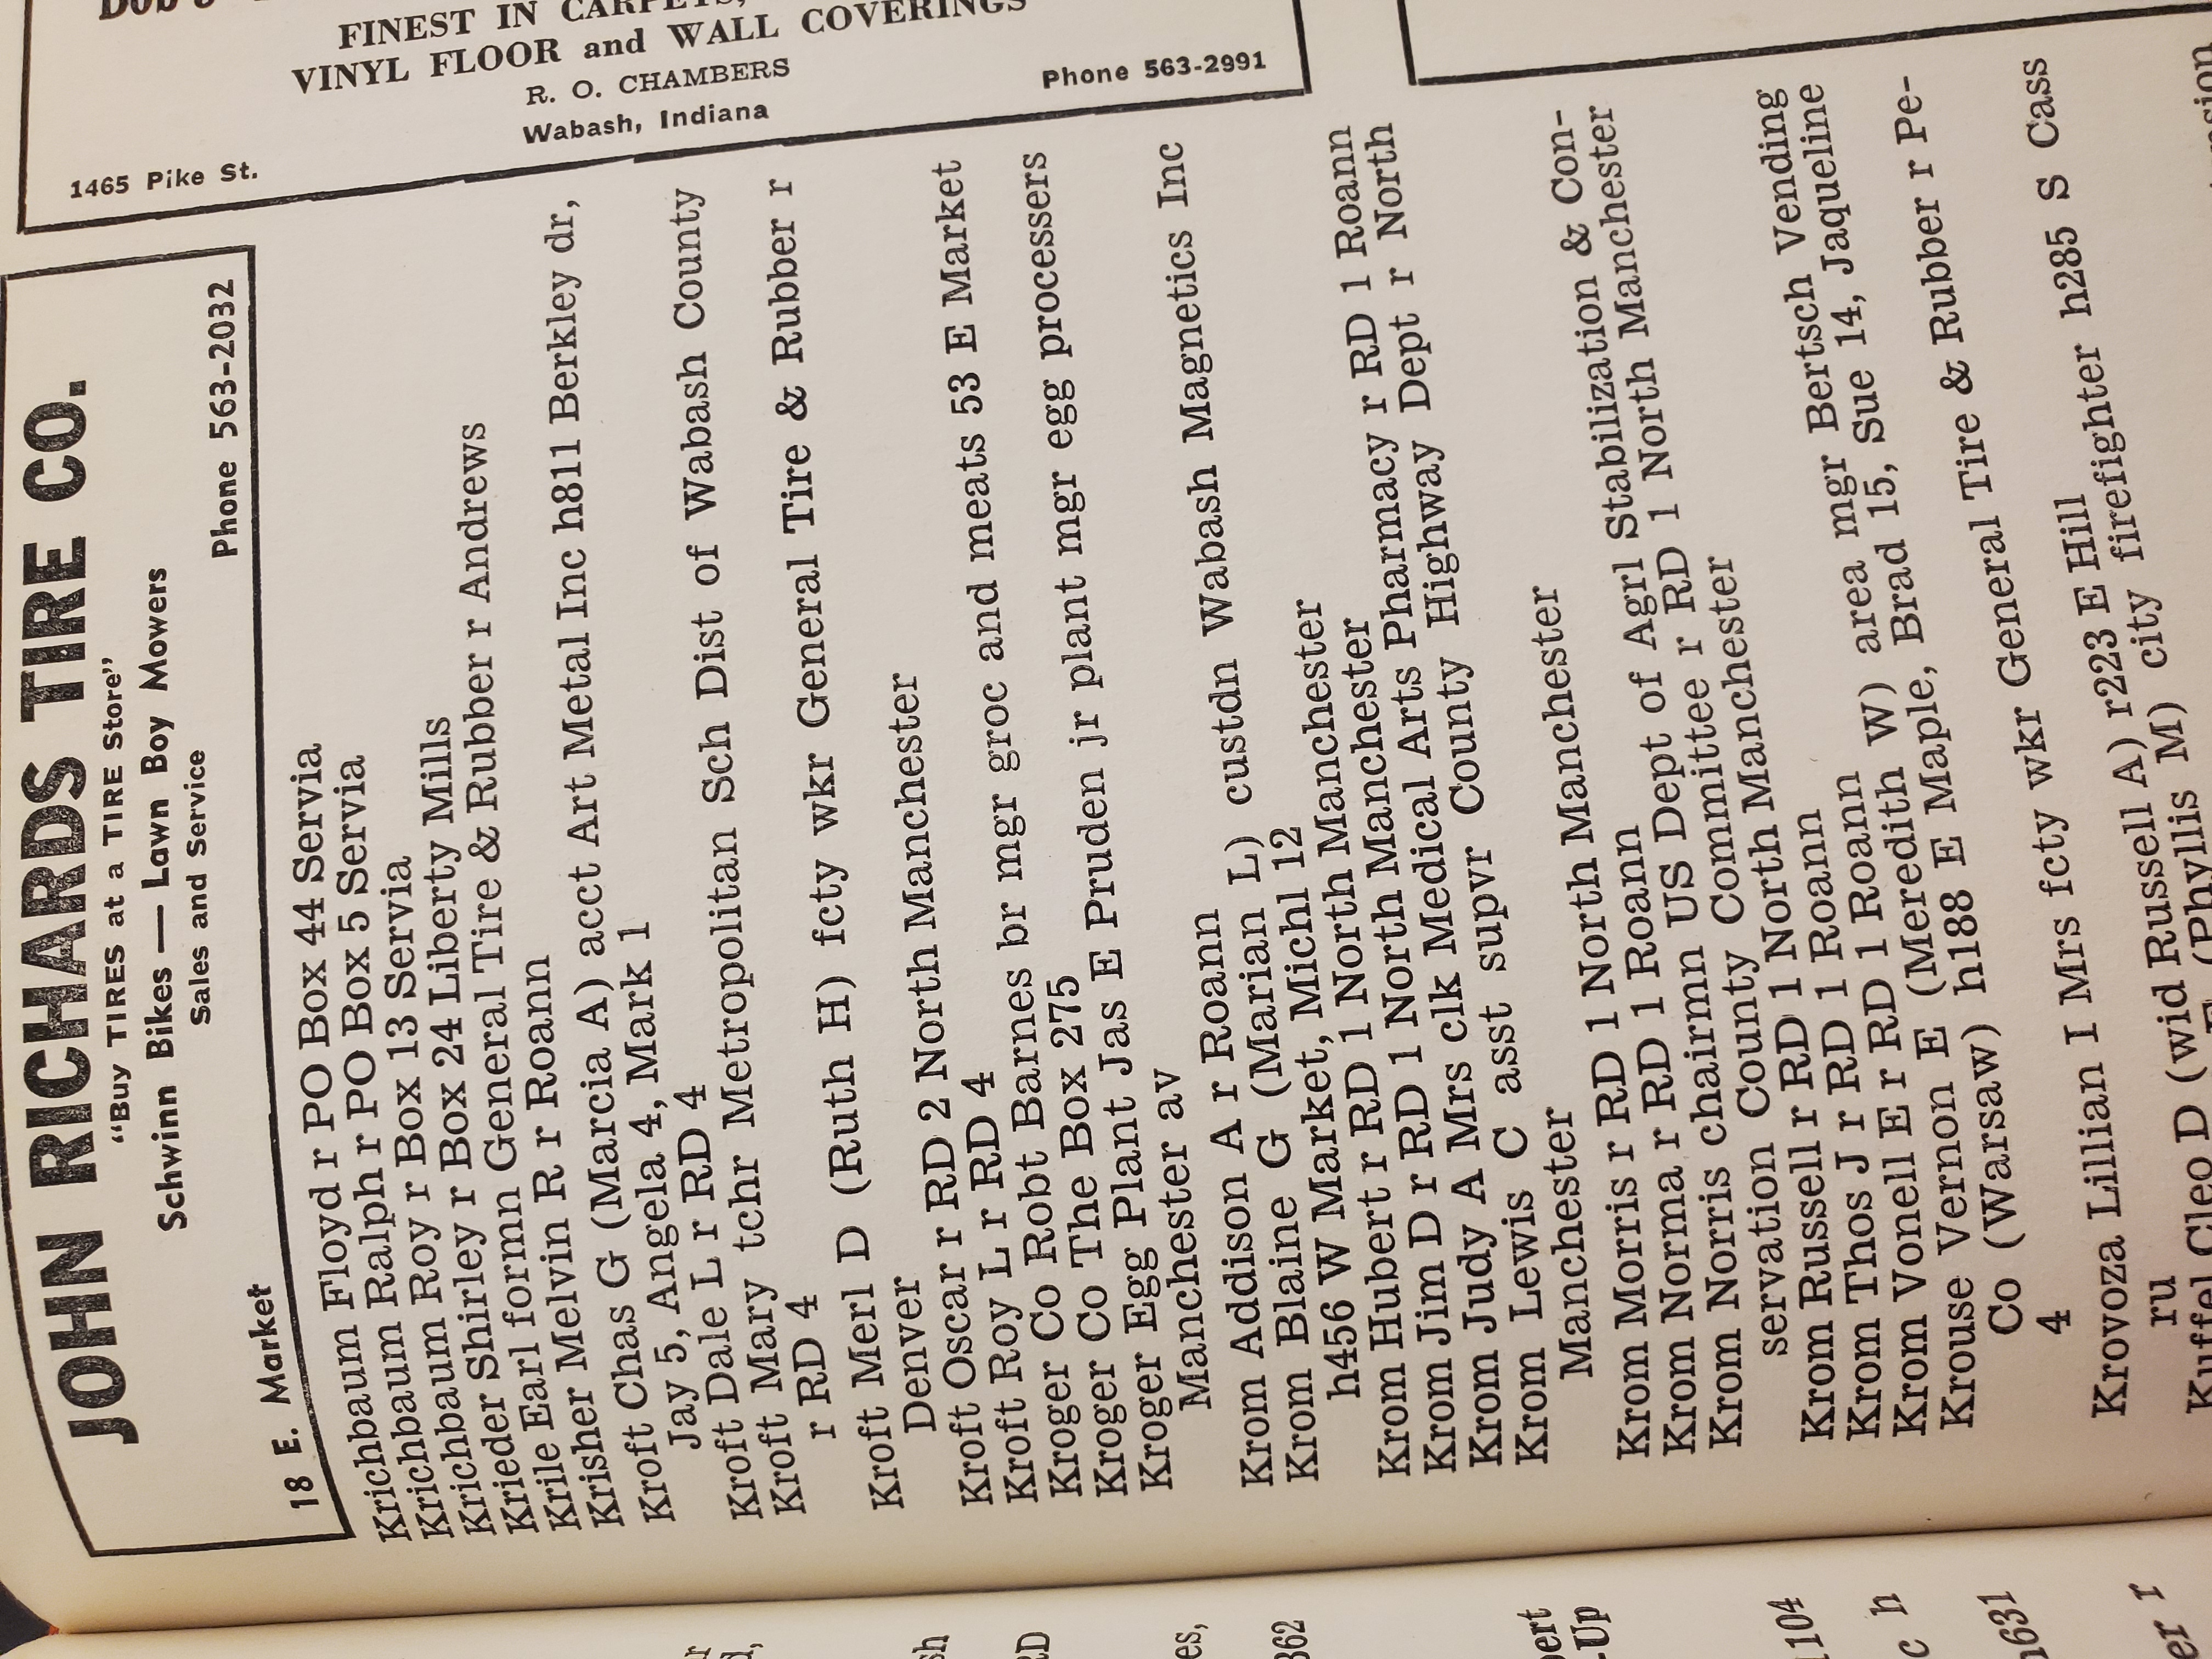 FINEST IN CARPETS,
VINYL FLOOR and WALL COVERINGS
R. O. CHAMBERS
1465 Pike St. Wabash, Indiana Phone 563-2991
JOHN RICHARDS TIRE CO.
“Buy TIRES at a TIRE Store”
Schwinn Bikes — Lawn Boy Mowers
Sales and Service
18 E. Market Phone 563-2032
Krichbaum Floyd r PO Box 44 Servia
Krichbaum Ralph r PO Box 5 Servia
Krichbaum Roy r Box 13 Servia
Krieder Shirley r Box 24 Liberty Mills
Krile Earl formn General Tire & Rubber r Andrews
Krisher Melvin R r Roann
Kroft Chas G (Marcia A) acct Art Metal Inc h811 Berkley dr,
Jay 5, Angela 4, Mark 1
Kroft Dale L r RD 4
Kroft Mary tchr Metropolitan Sch Dist of Wabash County
r RD 4
Kroft Merl D (Ruth H) fcty wkr General Tire & Rubber r
Denver
Kroft Oscar r RD 2 North Manchester
Kroft Roy L r RD 4
Kroger Co Robt Barnes br mgr groc and meats 53 E Market
Kroger Co The Box 275
Kroger Egg Plant Jas E Pruden jr plant mgr egg processers
Manchester av
Krom Addison A r Roann
Krom Blaine G (Marian L) custdn Wabash Magnetics Inc
h456 W Market, Michl 12
Krom Hubert r RD 1 North Manchester
Krom Jim D r RD 1 North Manchester
Krom Judy A Mrs clk Medical Arts Pharmacy r RD 1 Roann
Krom Lewis C asst supvr County Highway Dept r North
Manchester
Krom Morris r RD 1 North Manchester
Krom Norma r RD 1 Roann
Krom Norris chairmn US Dept of Agrl Stabilization & Con-
servation County Committee r RD 1 North Manchester
Krom Russell r RD 1 North Manchester
Krom Thos J r RD 1 Roann
Krom Vonell E r RD 1 Roann
Krouse Vernon E (Meredith W) area mgr Bertsch Vending
Co (Warsaw) h188 E Maple, Brad 15, Sue 14, Jaqueline
4
Krovoza Lillian I Mrs fcty wkr General Tire & Rubber r Pe-
ru
Kuffel Cleo D (wid Russell A) r223 E Hill
(Phyllis M) city firefighter h285 S Cass